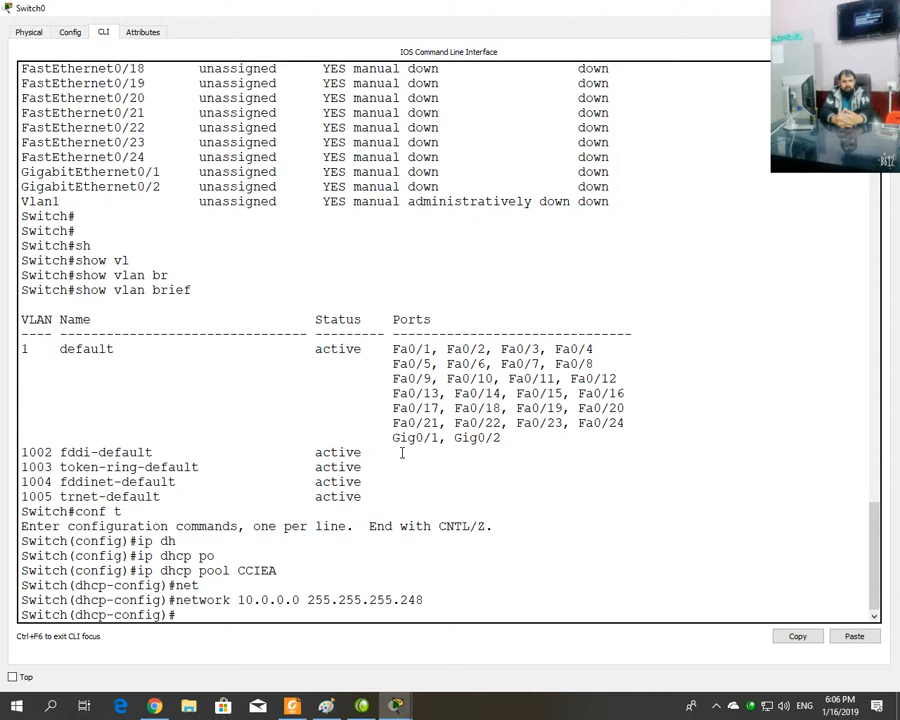 Switch0
Physical Config CLI Attributes
IOS Command Line Interface
FastEthernet0/18 unassigned YES manual down down
FastEthernet0/19 unassigned YES manual down down
FastEthernet0/20 unassigned YES manual down down
FastEthernet0/21 unassigned YES manual down down
FastEthernet0/22 unassigned YES manual down down
FastEthernet0/23 unassigned YES manual down down
FastEthernet0/24 unassigned YES manual down down
GigabitEthernet0/1 unassigned YES manual down down
GigabitEthernet0/2 unassigned YES manual down down
Vlan1 unassigned YES manual administratively down down
Switch#
Switch#
Switch#sh
Switch#show vl
Switch#show vlan br
Switch#show vlan brief
VLAN Name Status Ports
---- -------------------------------- --------- -------------------------------
1 default active Fa0/1, Fa0/2, Fa0/3, Fa0/4
Fa0/5, Fa0/6, Fa0/7, Fa0/8
Fa0/9, Fa0/10, Fa0/11, Fa0/12
Fa0/13, Fa0/14, Fa0/15, Fa0/16
Fa0/17, Fa0/18, Fa0/19, Fa0/20
Fa0/21, Fa0/22, Fa0/23, Fa0/24
Gig0/1, Gig0/2
1002 fddi-default active
1003 token-ring-default active
1004 fddinet-default active
1005 trnet-default active
Switch#conf t
Enter configuration commands, one per line. End with CNTL/Z.
Switch(config)#ip dh
Switch(config)#ip dhcp po
Switch(config)#ip dhcp pool CCIEA
Switch(dhcp-config)#net
Switch(dhcp-config)#network 10.0.0.0 255.255.255.248
Switch(dhcp-config)#
Ctrl+F6 to exit CLI focus
Copy Paste
Top
ENG
6:06 PM
1/16/2019